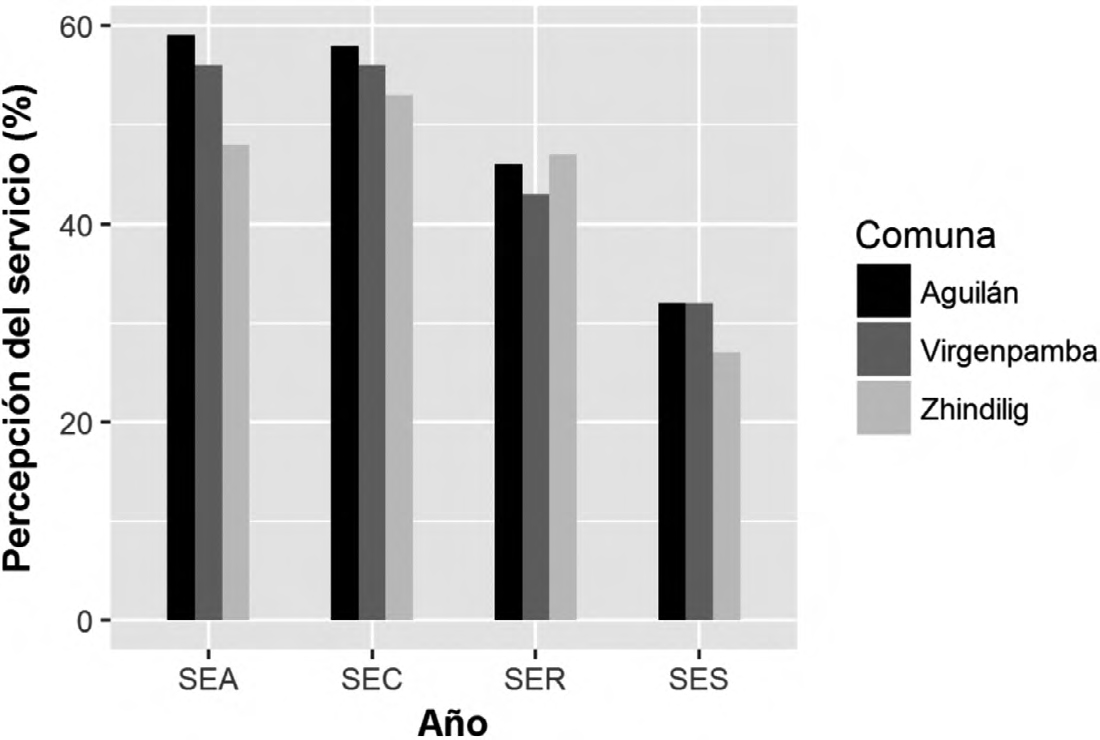 Percepción del servicio (%)
60
40
20
0
SEA SEC SER SES
Año
Comuna
Aguilán
Virgenpamba
Zhindilig